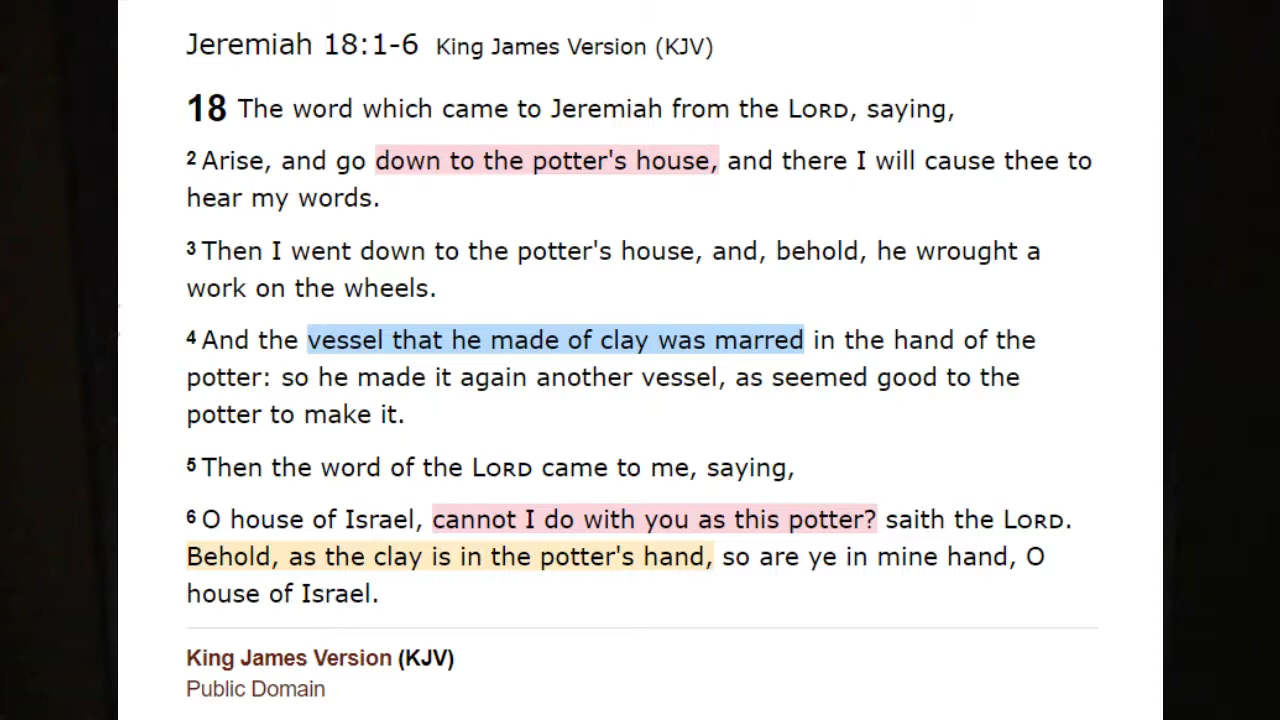 Jeremiah 18:1-6 King James Version (KJV)
18 The word which came to Jeremiah from the LORD, saying,
2 Arise, and go down to the potter's house, and there I will cause thee to
hear my words.
3 Then I went down to the potter's house, and, behold, he wrought a
work on the wheels.
4 And the vessel that he made of clay was marred in the hand of the
potter: so he made it again another vessel, as seemed good to the
potter to make it.
5 Then the word of the LORD came to me, saying,
6 O house of Israel, cannot I do with you as this potter? saith the LORD.
Behold, as the clay is in the potter's hand, so are ye in mine hand, O
house of Israel.
King James Version (KJV)
Public Domain